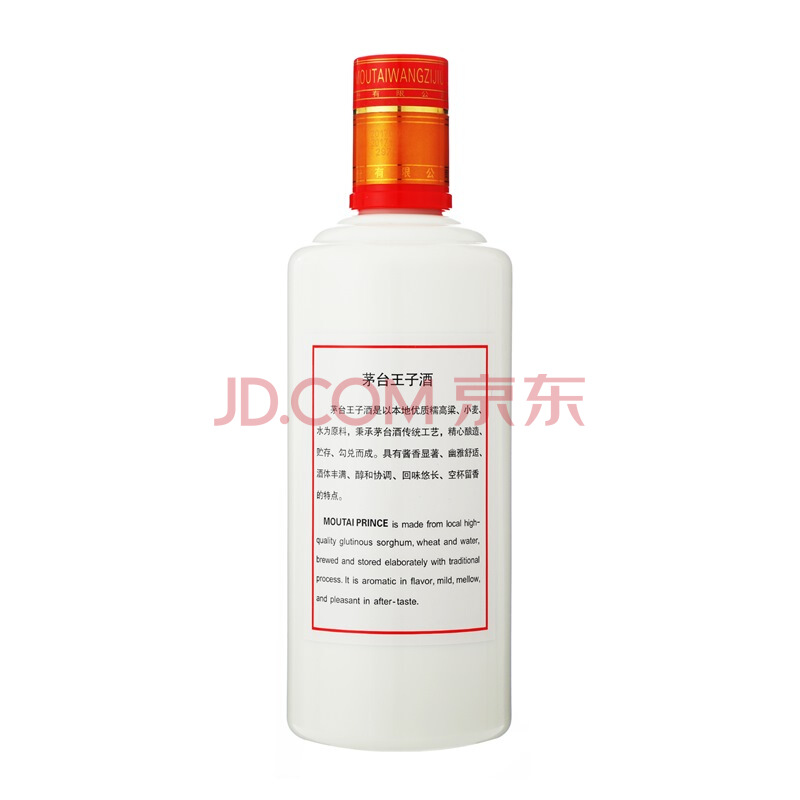 MOUTAIWANGZIJIU
有限公
有限公
茅台王子酒
JD.COM 京东
茅台王子酒是以本地优质糯高粱、小麦、
水为原料，秉承茅台酒传统工艺，精心酿造、
贮存、勾兑而成。具有酱香显著、幽雅舒适、
酒体丰满、醇和协调、回味悠长、空杯留香
的特点。
MOUTAI PRINCE is made from local high-
quality glutinous sorghum, wheat and water,
brewed and stored elaborately with traditional
process. It is aromatic in flavor, mild, mellow,
and pleasant in after-taste.